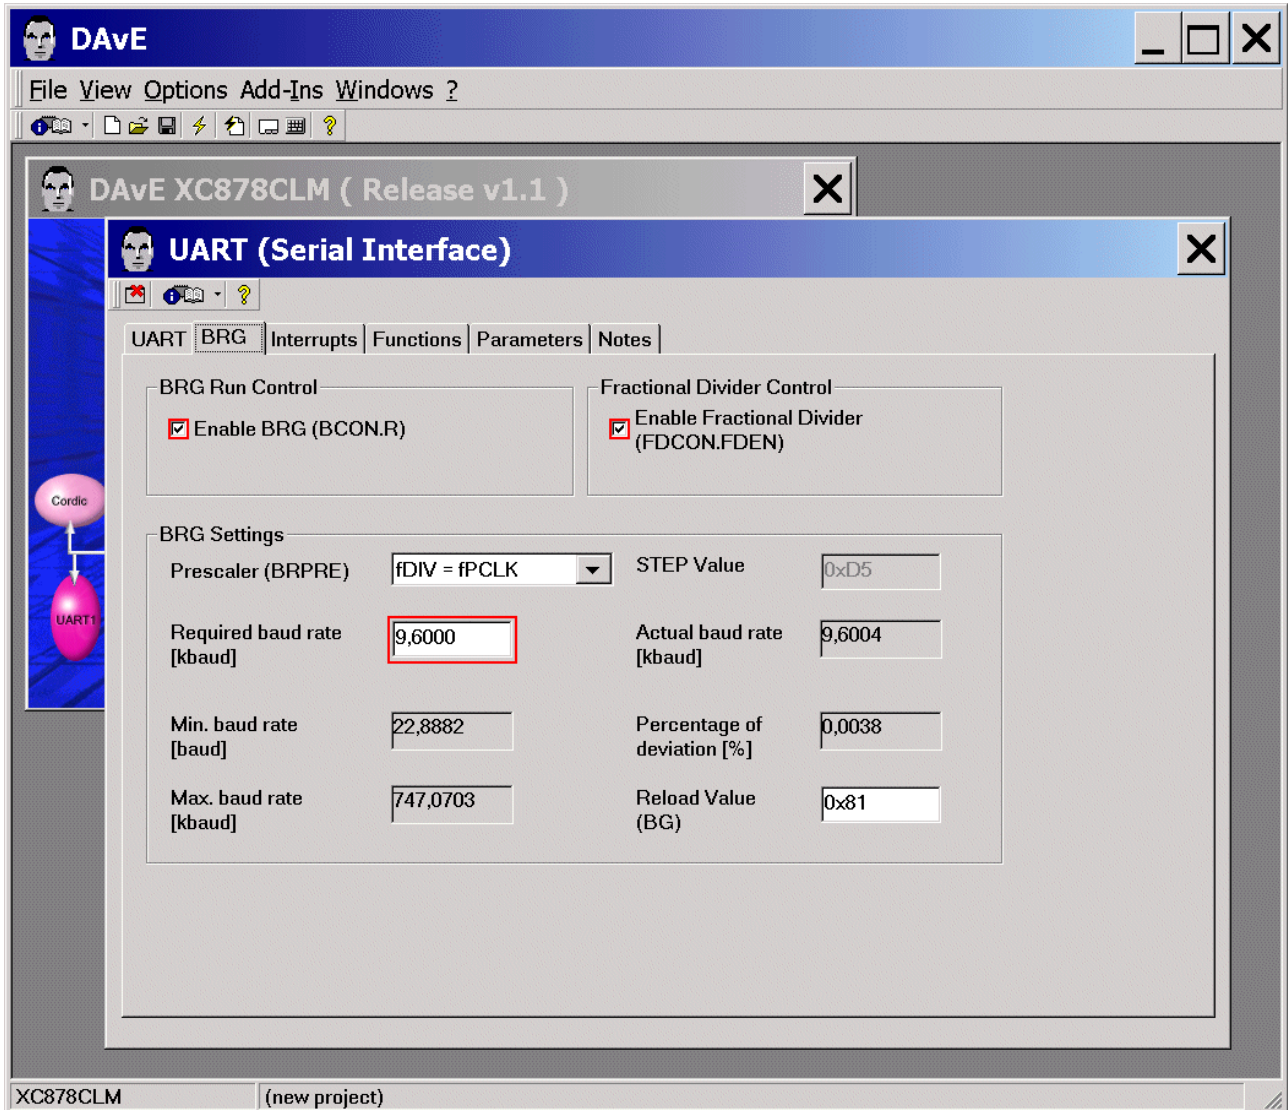 DAvE
File View Options Add-Ins Windows ?
DAvE XC878CLM ( Release v1.1 )
UART (Serial Interface)
UART BRG Interrupts Functions Parameters Notes
BRG Run Control
Enable BRG (BCON.R)
Fractional Divider Control
Enable Fractional Divider
(FDCON.FDEN)
Cordic
UART1
BRG Settings
Prescaler (BRPRE) fDIV = fPCLK
STEP Value 0xD5
Required baud rate
[kbaud]
9,6000
Actual baud rate
[kbaud]
9,6004
Min. baud rate
[baud]
22,8882
Percentage of
deviation [%]
0,0038
Max. baud rate
[kbaud]
747,0703
Reload Value
(BG)
0x81
XC878CLM (new project)